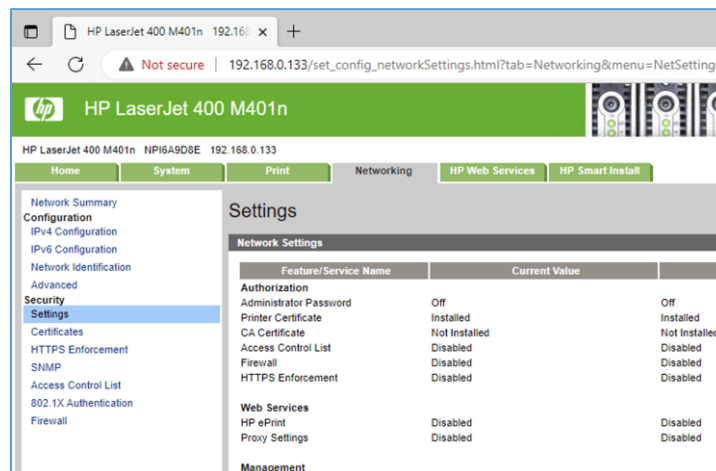 HP LaserJet 400 M401n 192.168
Not secure 192.168.0.133/set_config_networkSettings.html?tab=Networking&menu=NetSetting
hp HP LaserJet 400 M401n
HP LaserJet 400 M401n NPI6A9D8E 192.168.0.133
Home System Print Networking HP Web Services HP Smart Install
Network Summary
Configuration
IPv4 Configuration
IPv6 Configuration
Network Identification
Advanced
Security
Settings
Certificates
HTTPS Enforcement
SNMP
Access Control List
802.1X Authentication
Firewall
Settings
Network Settings
Feature/Service Name Current Value
Authorization
Administrator Password Off Off
Printer Certificate Installed Installed
CA Certificate Not Installed Not Installed
Access Control List Disabled Disabled
Firewall Disabled Disabled
HTTPS Enforcement Disabled Disabled
Web Services
HP ePrint Disabled Disabled
Proxy Settings Disabled Disabled
Management